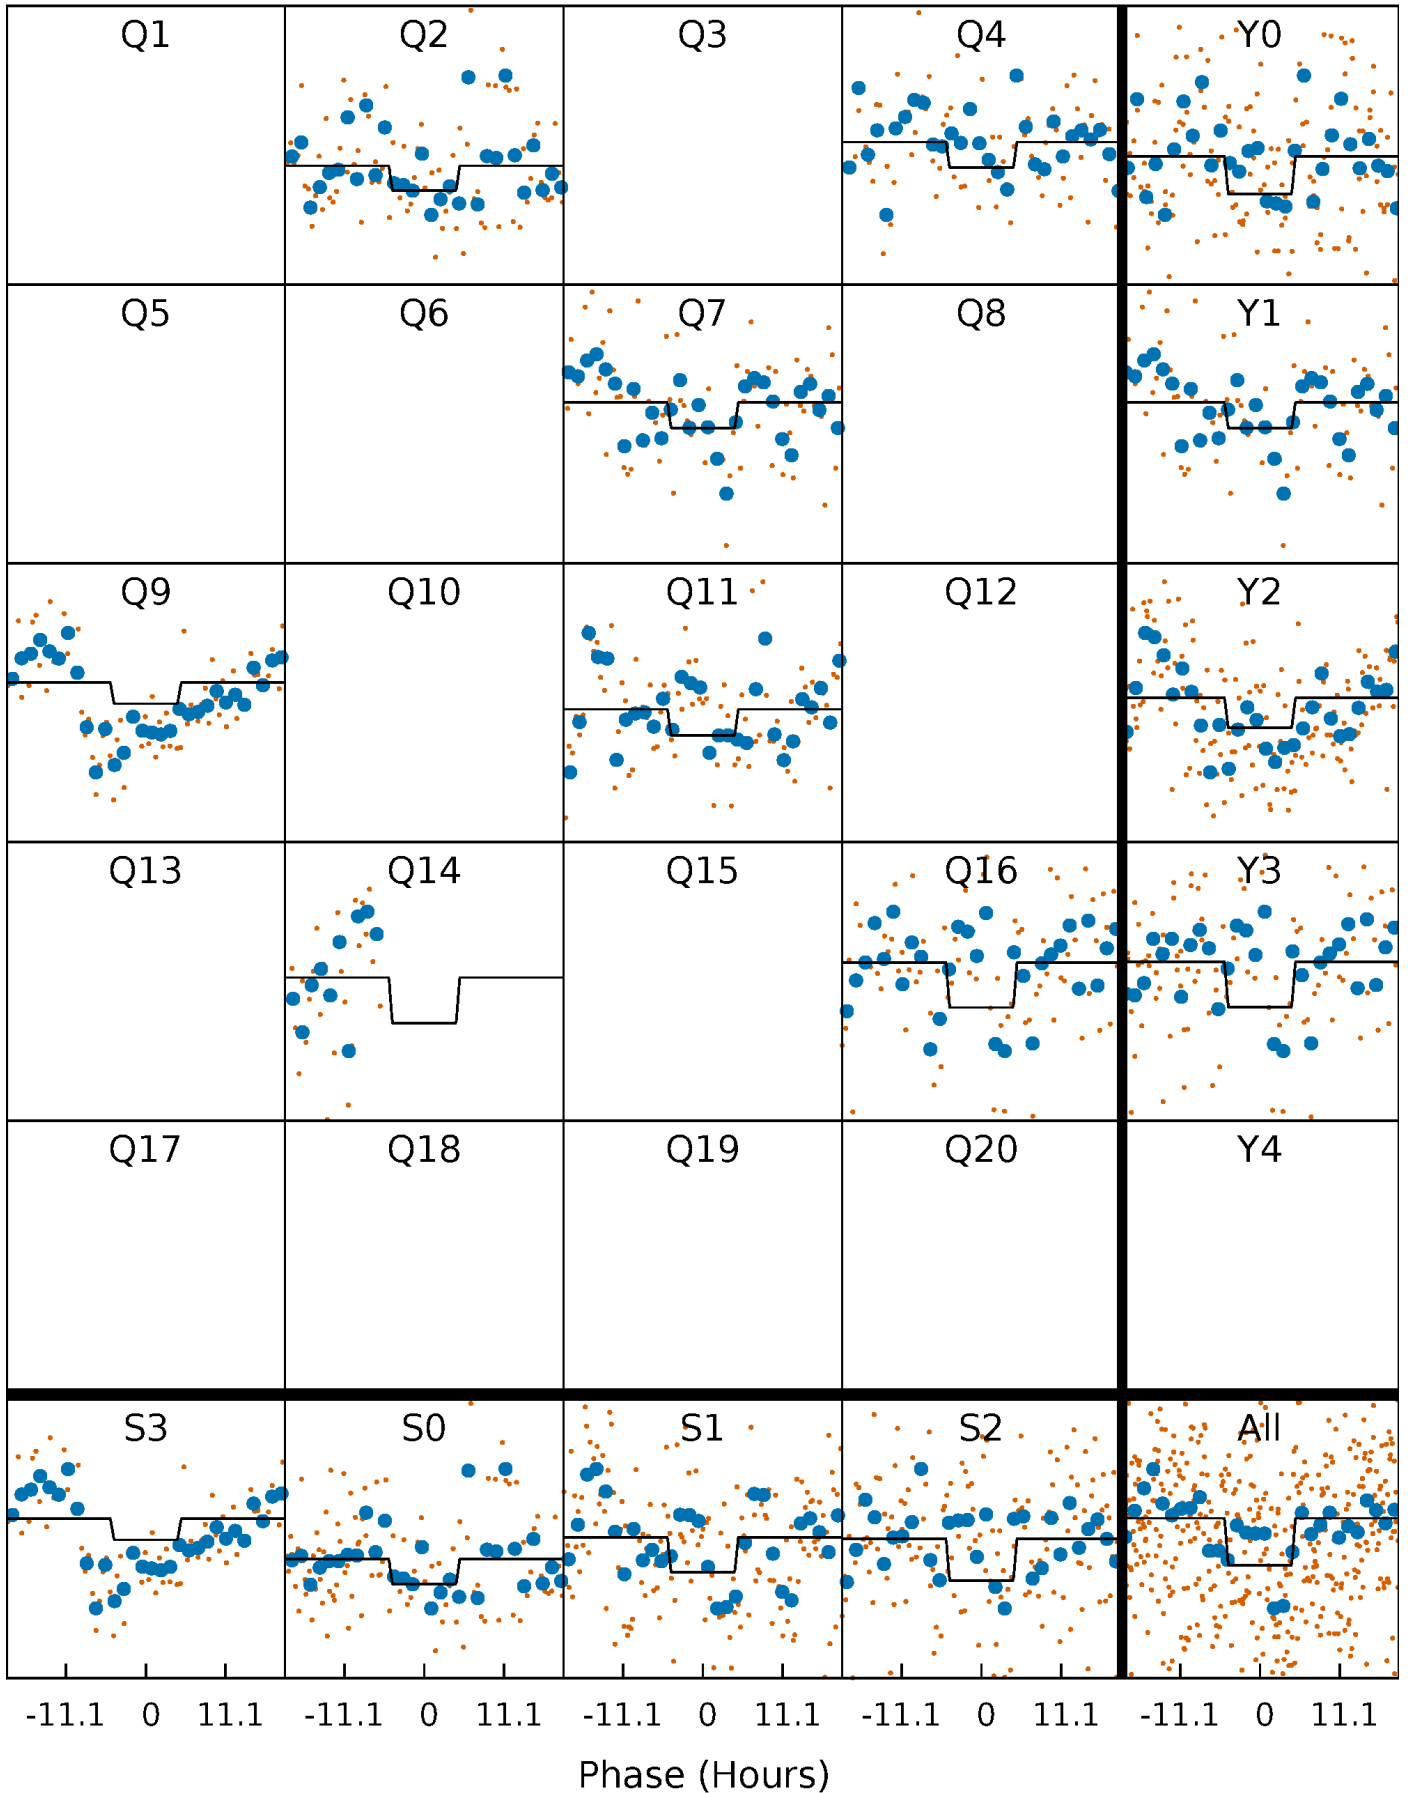 Q1 Q2 Q3 Q4 Y0
Q5 Q6 Q7 Q8 Y1
Q9 Q10 Q11 Q12 Y2
Q13 Q14 Q15 Q16 Y3
Q17 Q18 Q19 Q20 Y4
S3 S0 S1 S2 All
-11.1 0 11.1 -11.1 0 11.1 -11.1 0 11.1 -11.1 0 11.1 -11.1 0 11.1
Phase (Hours)